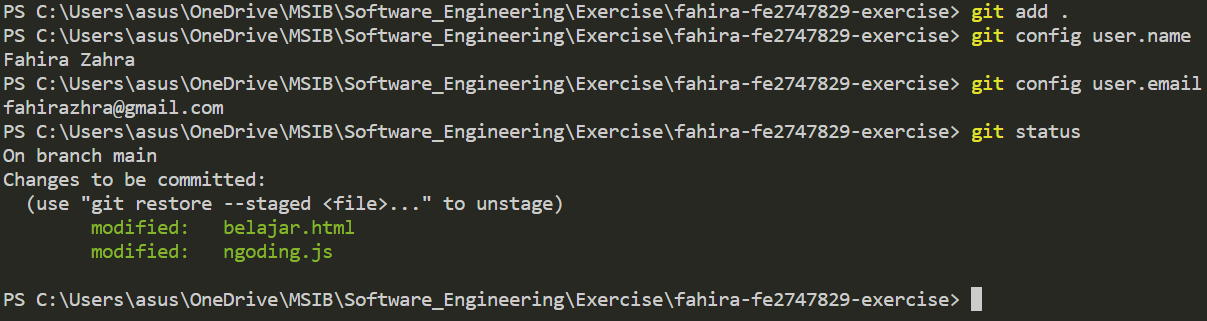 PS C:\Users\asus\OneDrive\MSIB\Software_Engineering\Exercise\fahira-fe2747829-exercise> git add .
PS C:\Users\asus\OneDrive\MSIB\Software_Engineering\Exercise\fahira-fe2747829-exercise> git config user.name
Fahira Zahra
PS C:\Users\asus\OneDrive\MSIB\Software_Engineering\Exercise\fahira-fe2747829-exercise> git config user.email
fahirazhra@gmail.com
PS C:\Users\asus\OneDrive\MSIB\Software_Engineering\Exercise\fahira-fe2747829-exercise> git status
On branch main
Changes to be committed:
  (use "git restore --staged <file>..." to unstage)
        modified:   belajar.html
        modified:   ngoding.js
PS C:\Users\asus\OneDrive\MSIB\Software_Engineering\Exercise\fahira-fe2747829-exercise>